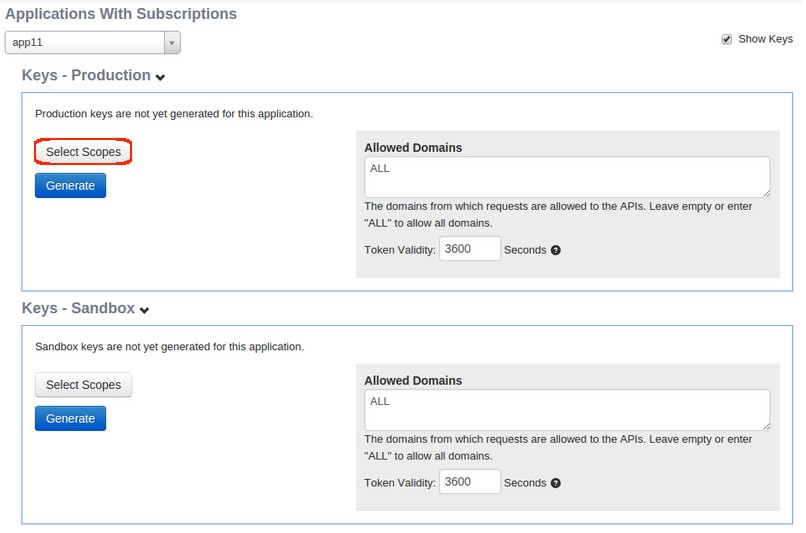 Applications With Subscriptions
app11
Show Keys
Keys - Production
Production keys are not yet generated for this application.
Select Scopes
Generate
Allowed Domains
ALL
The domains from which requests are allowed to the APIs. Leave empty or enter
"ALL" to allow all domains.
Token Validity: 3600 Seconds ?
Keys - Sandbox
Sandbox keys are not yet generated for this application.
Select Scopes
Generate
Allowed Domains
ALL
The domains from which requests are allowed to the APIs. Leave empty or enter
"ALL" to allow all domains.
Token Validity: 3600 Seconds ?